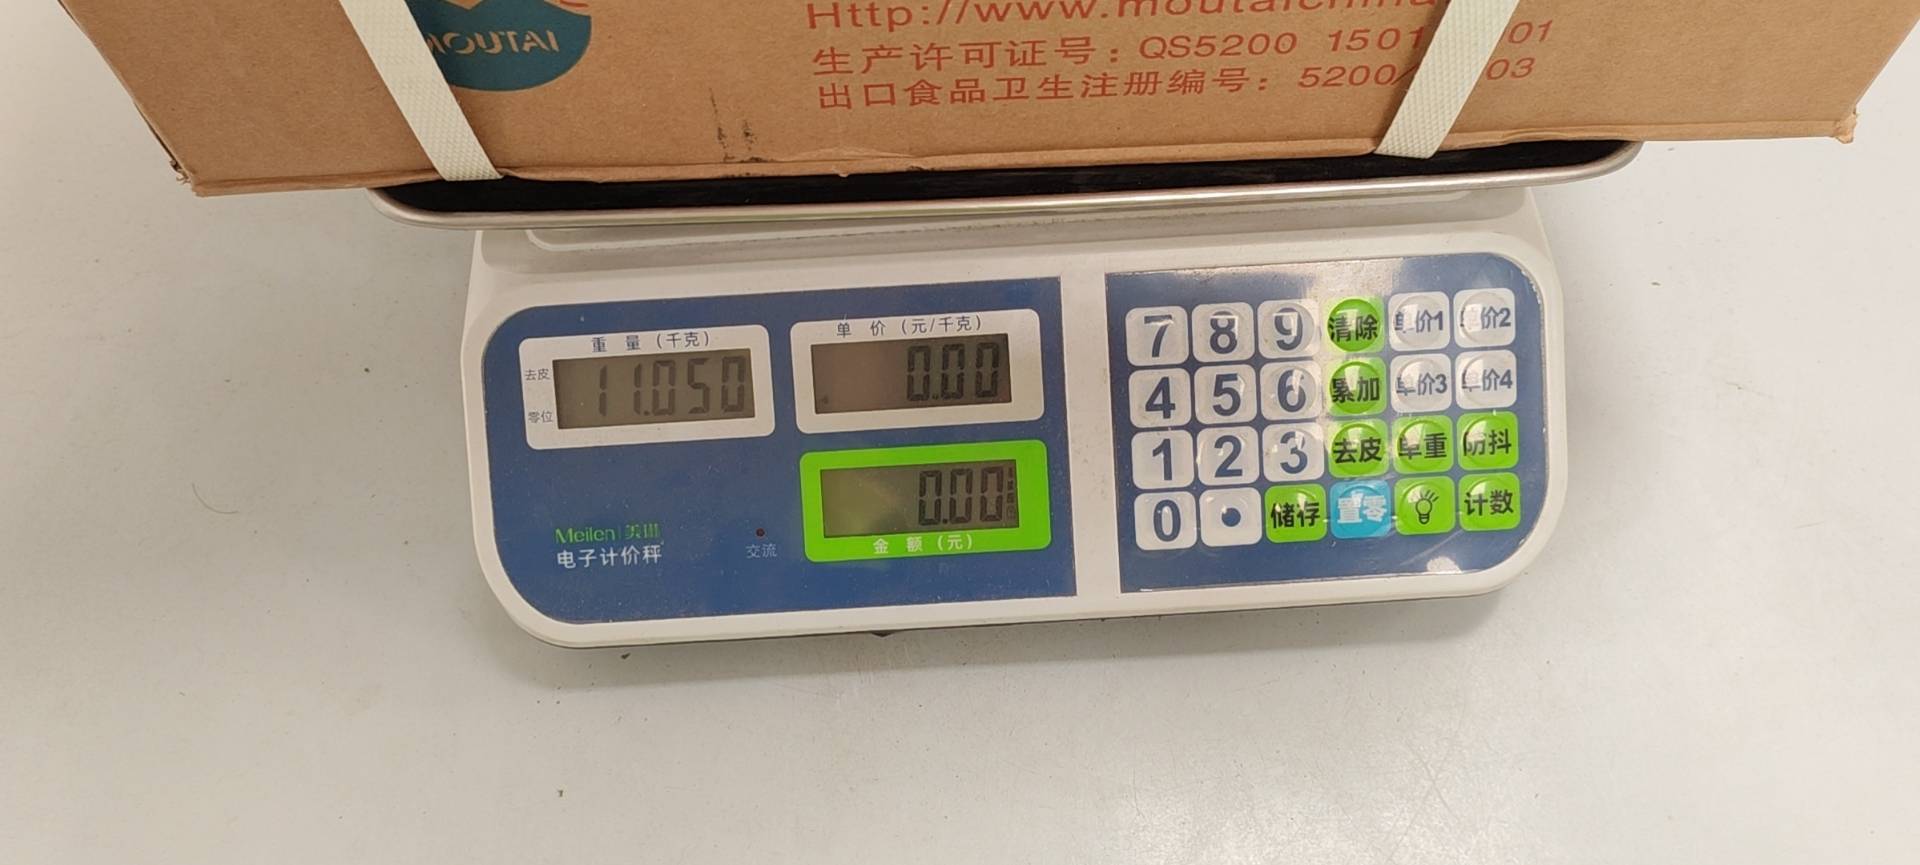 MOUTAI
Http://www.moutaichina
生产许可证号：QS5200 1501 01
出口食品卫生注册编号：5200 03
重 量（千克）
去皮
零位
11.050
单 价（元/千克）
0.00
0.00
金 额（元）
Meilen 美琳
电子计价秤
交流
7 8 9 清除 单价1 单价2
4 5 6 累加 单价3 单价4
1 2 3 去皮 单重 防抖
0 . 储存 置零 计数